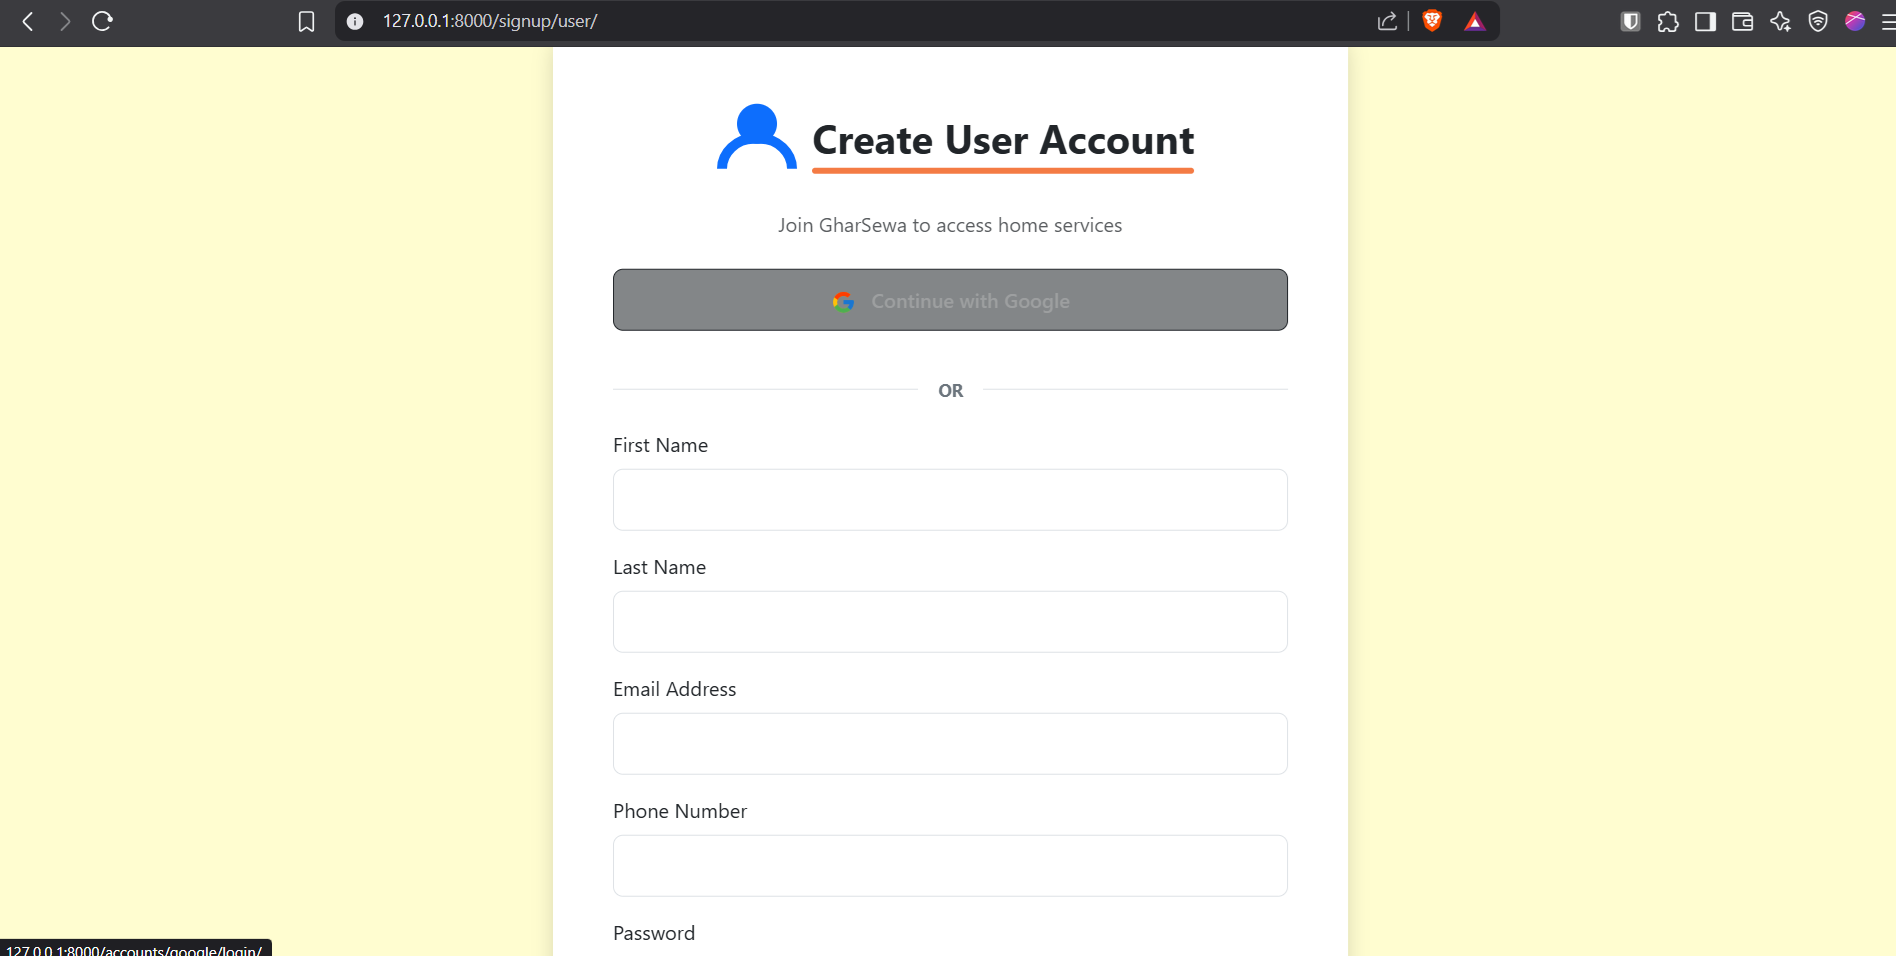 127.0.0.1:8000/signup/user/
Create User Account
Join GharSewa to access home services
Continue with Google
OR
First Name
Last Name
Email Address
Phone Number
Password
127.0.0.1:8000/accounts/google/login/